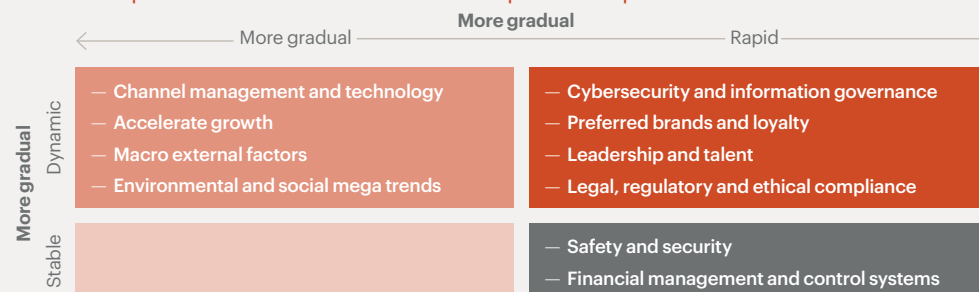 More gradual
More gradual
Rapid
More gradual
Dynamic
Stable
— Channel management and technology
— Accelerate growth
— Macro external factors
— Environmental and social mega trends
— Cybersecurity and information governance
— Preferred brands and loyalty
— Leadership and talent
— Legal, regulatory and ethical compliance
— Safety and security
— Financial management and control systems